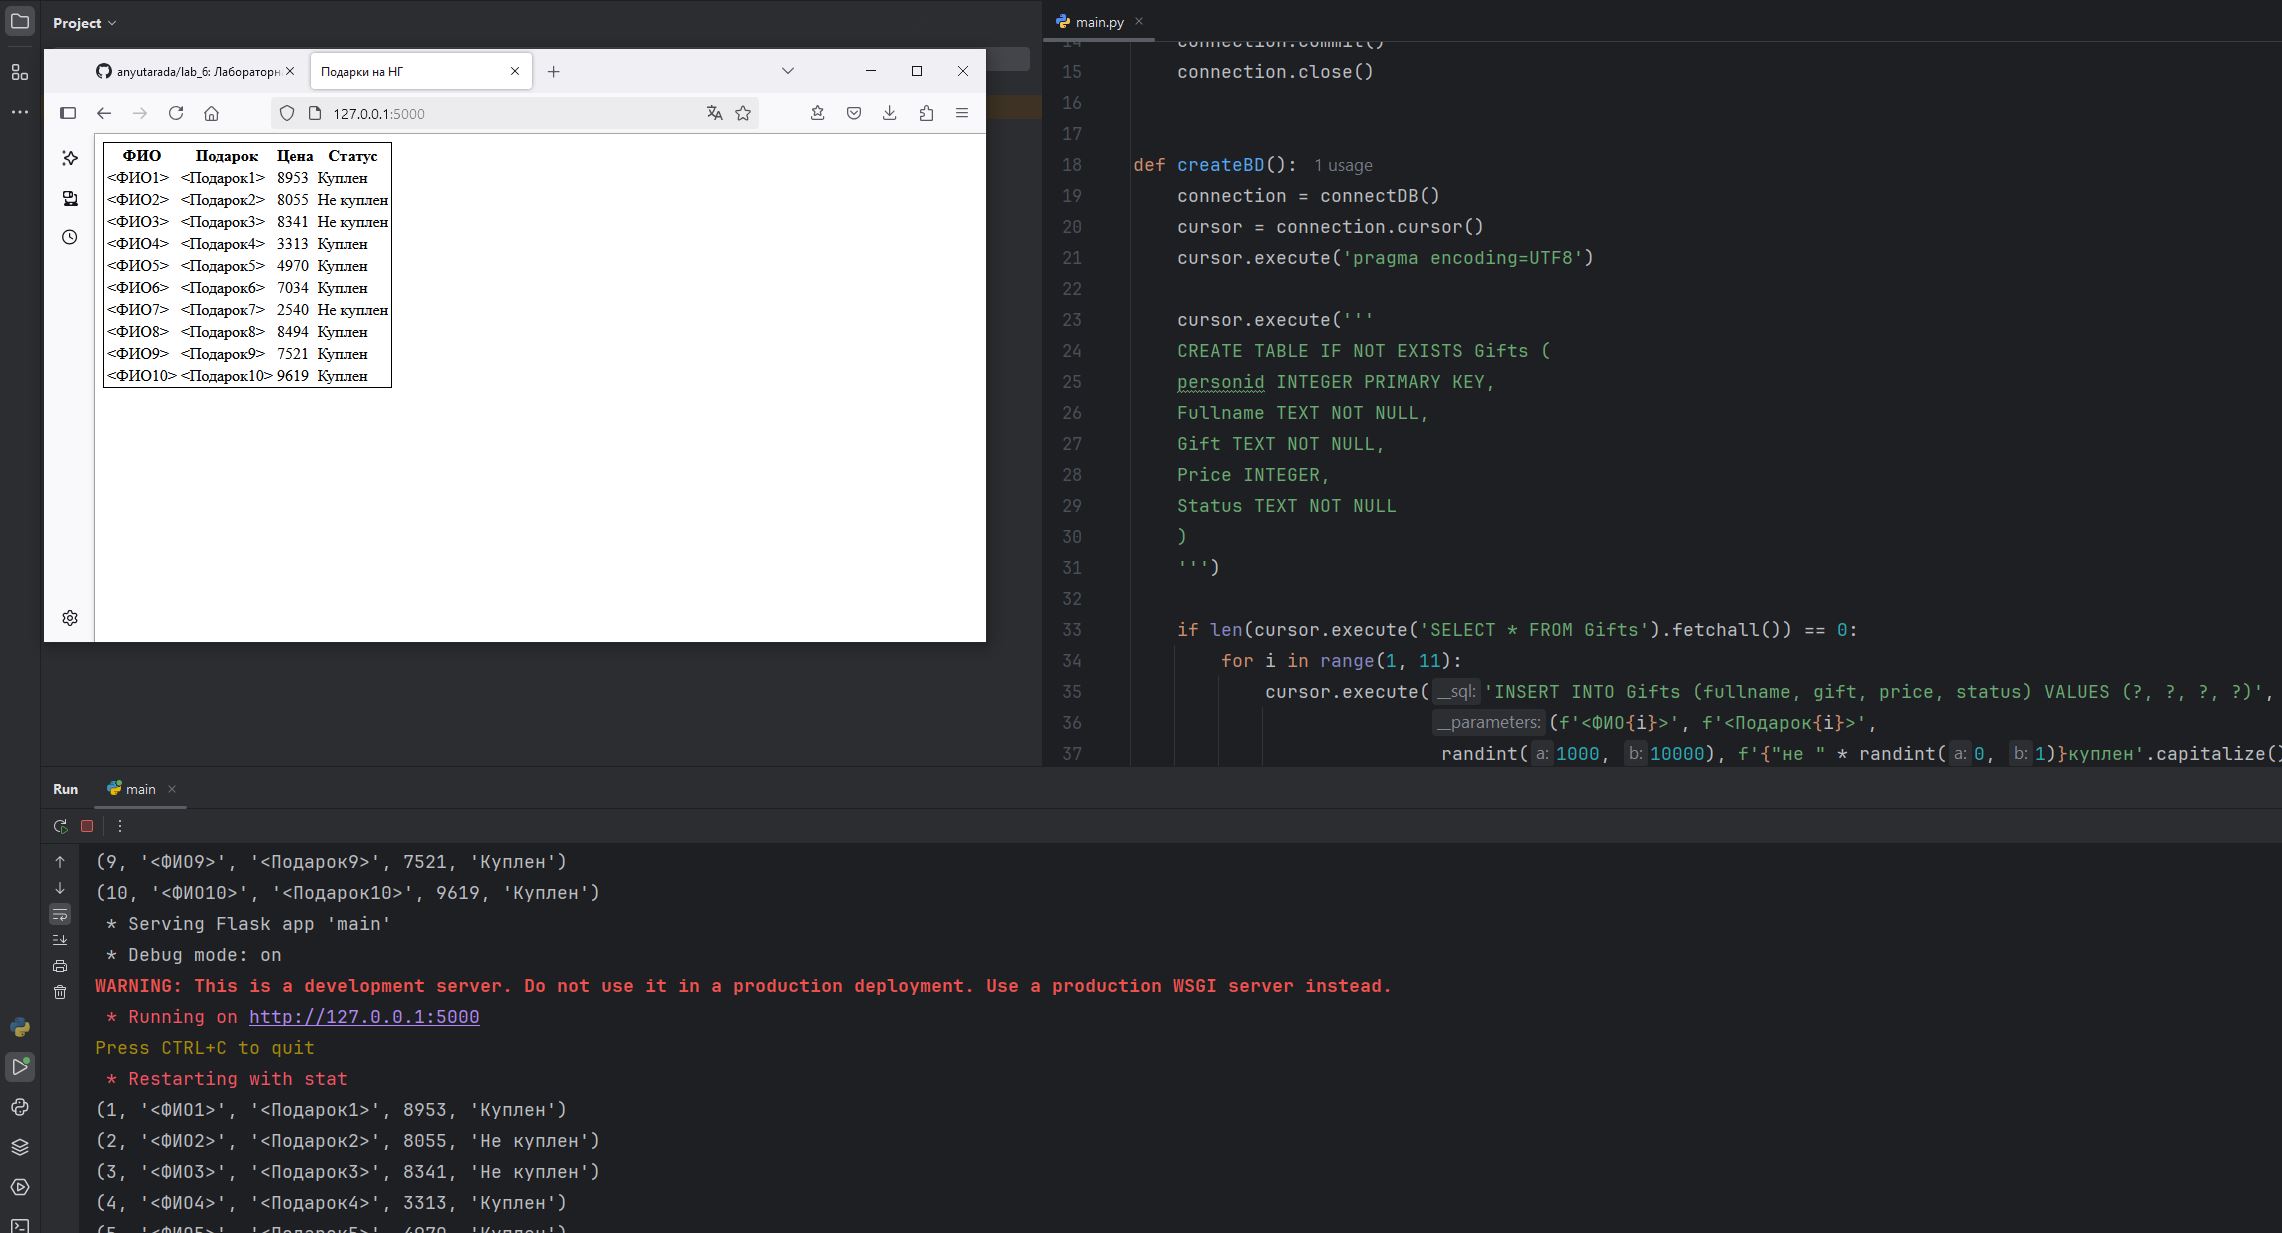 Project
anyutarada/lab_6: Лабораторн
Подарки на НГ
127.0.0.1:5000
ФИО Подарок Цена Статус
<ФИО1> <Подарок1> 8953 Куплен
<ФИО2> <Подарок2> 8055 Не куплен
<ФИО3> <Подарок3> 8341 Не куплен
<ФИО4> <Подарок4> 3313 Куплен
<ФИО5> <Подарок5> 4970 Куплен
<ФИО6> <Подарок6> 7034 Куплен
<ФИО7> <Подарок7> 2540 Не куплен
<ФИО8> <Подарок8> 8494 Куплен
<ФИО9> <Подарок9> 7521 Куплен
<ФИО10> <Подарок10> 9619 Куплен
main.py
14 connection.commit()
15 connection.close()
16
17
18 def createBD(): 1 usage
19 connection = connectDB()
20 cursor = connection.cursor()
21 cursor.execute('pragma encoding=UTF8')
22
23 cursor.execute('''
24 CREATE TABLE IF NOT EXISTS Gifts (
25 personid INTEGER PRIMARY KEY,
26 Fullname TEXT NOT NULL,
27 Gift TEXT NOT NULL,
28 Price INTEGER,
29 Status TEXT NOT NULL
30 )
31 ''')
32
33 if len(cursor.execute('SELECT * FROM Gifts').fetchall()) == 0:
34 for i in range(1, 11):
35 cursor.execute( __sql: 'INSERT INTO Gifts (fullname, gift, price, status) VALUES (?, ?, ?, ?)',
36 __parameters: (f'<ФИО{i}>', f'<Подарок{i}>',
37 randint( a: 1000, b: 10000), f'{"не " * randint( a: 0, b: 1)}куплен'.capitalize()
Run main
(9, '<ФИО9>', '<Подарок9>', 7521, 'Куплен')
(10, '<ФИО10>', '<Подарок10>', 9619, 'Куплен')
* Serving Flask app 'main'
* Debug mode: on
WARNING: This is a development server. Do not use it in a production deployment. Use a production WSGI server instead.
* Running on http://127.0.0.1:5000
Press CTRL+C to quit
* Restarting with stat
(1, '<ФИО1>', '<Подарок1>', 8953, 'Куплен')
(2, '<ФИО2>', '<Подарок2>', 8055, 'Не куплен')
(3, '<ФИО3>', '<Подарок3>', 8341, 'Не куплен')
(4, '<ФИО4>', '<Подарок4>', 3313, 'Куплен')
(5, '<ФИО5>', '<Подарок5>', 4970, 'Куплен')